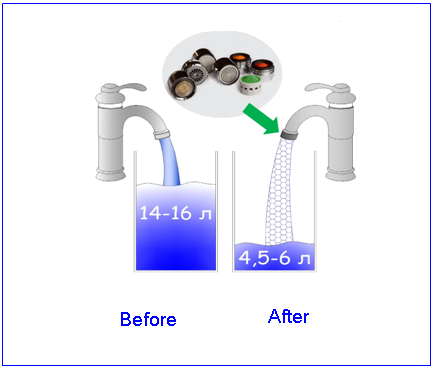 14-16 л
4,5-6 л
Before
After